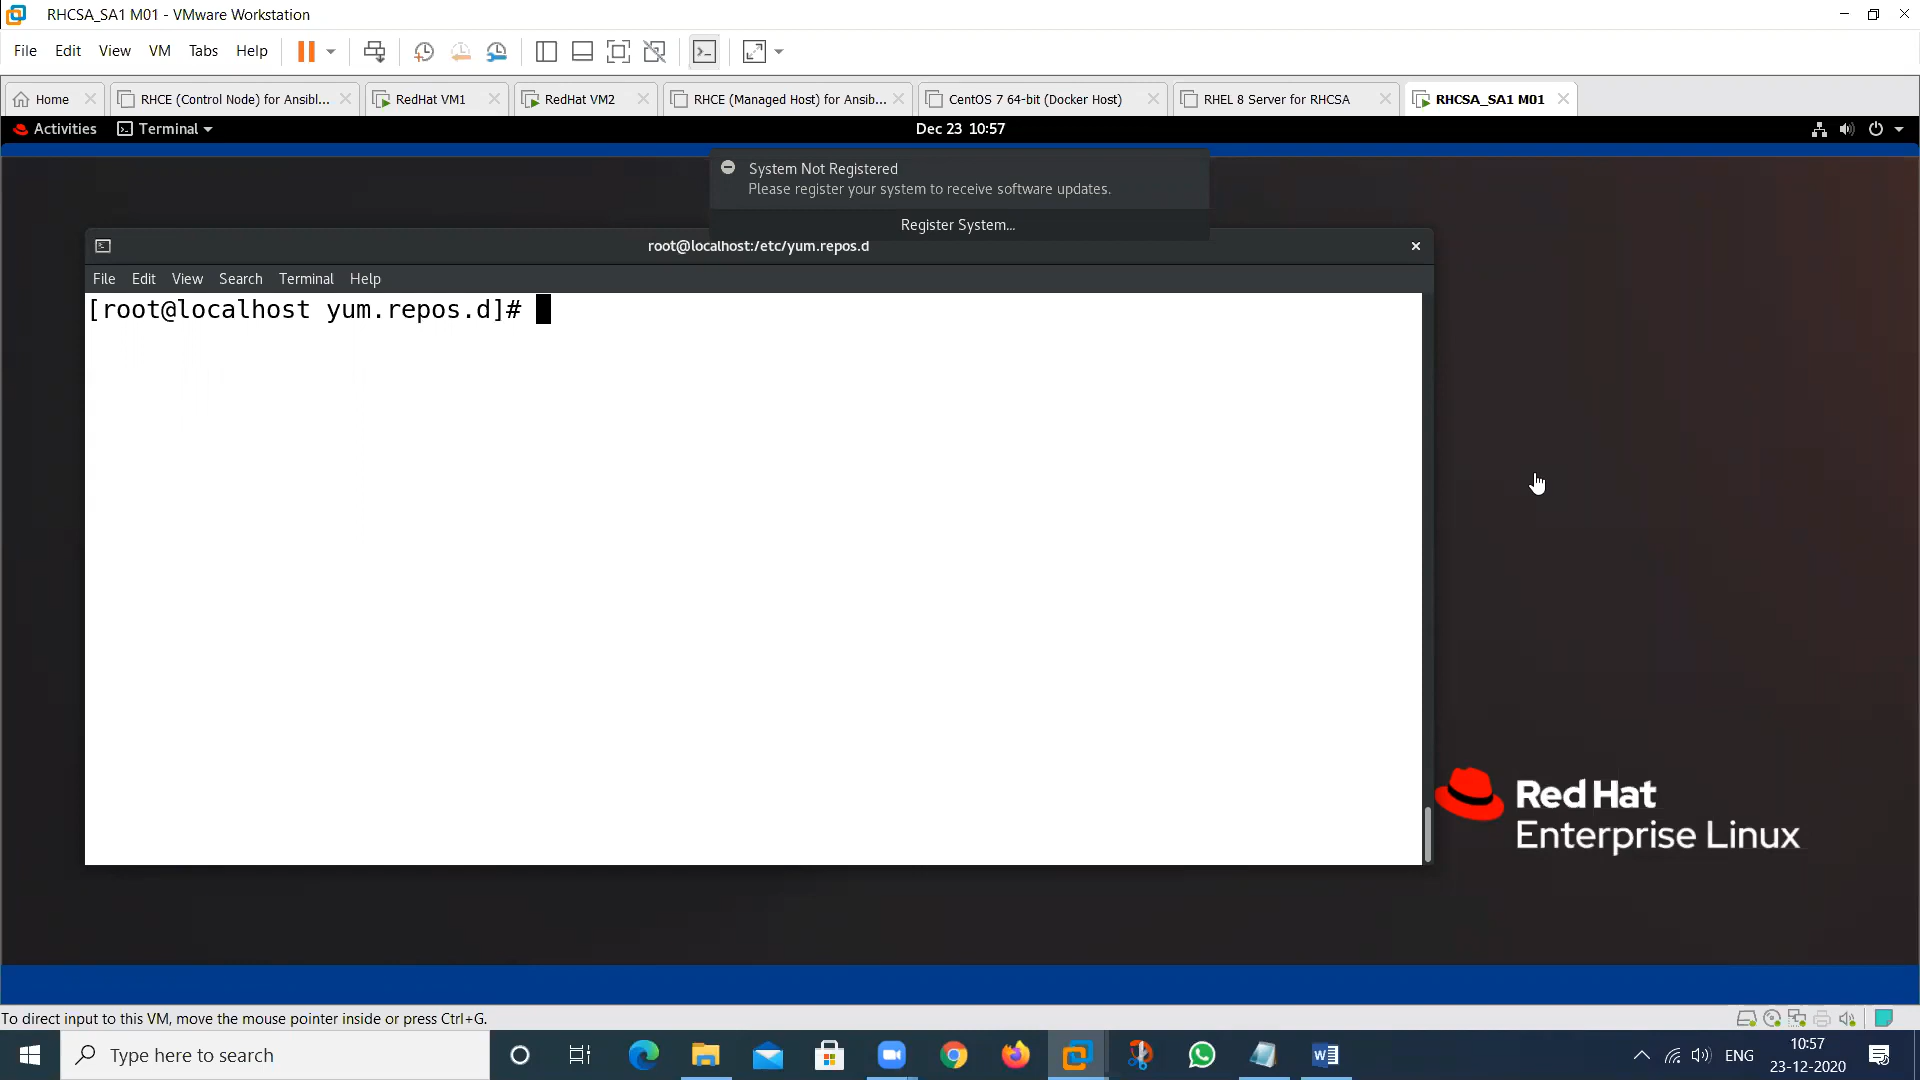 RHCSA_SA1 M01 - VMware Workstation
File Edit View VM Tabs Help
Home RHCE (Control Node) for Ansibl... RedHat VM1 RedHat VM2 RHCE (Managed Host) for Ansib... CentOS 7 64-bit (Docker Host) RHEL 8 Server for RHCSA RHCSA_SA1 M01
Activities Terminal Dec 23 10:57
System Not Registered
Please register your system to receive software updates.
Register System...
root@localhost:/etc/yum.repos.d
File Edit View Search Terminal Help
[root@localhost yum.repos.d]#
Red Hat
Enterprise Linux
To direct input to this VM, move the mouse pointer inside or press Ctrl+G.
Type here to search
ENG
10:57
23-12-2020